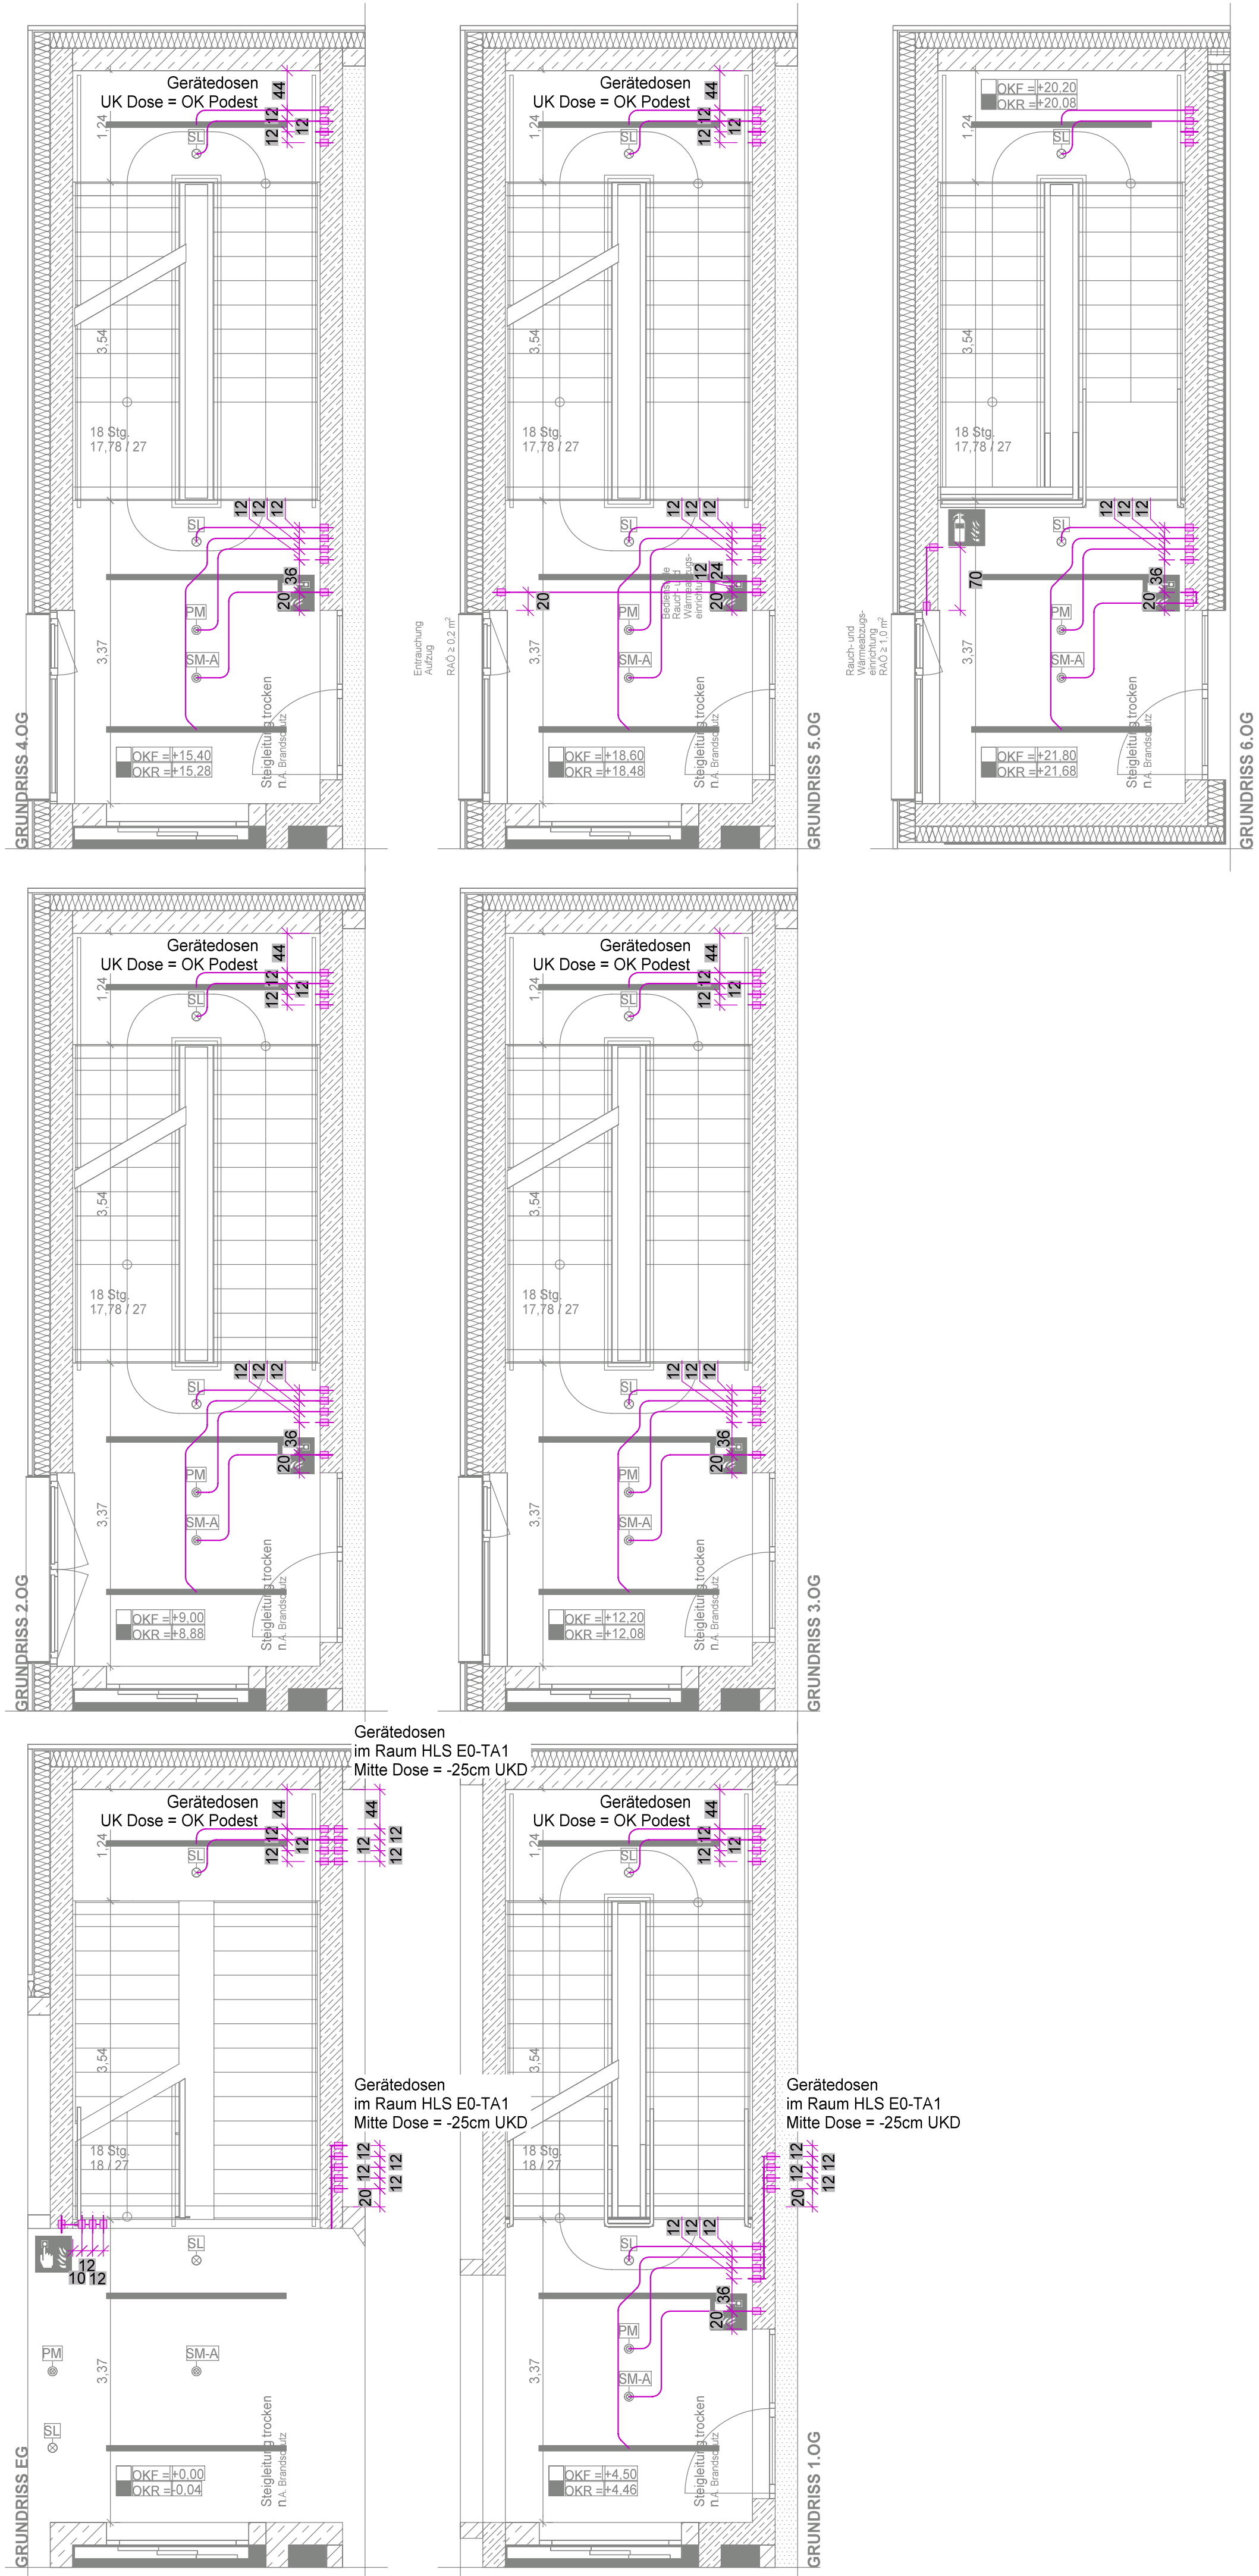 Gerätedosen
UK Dose = OK Podest
44
12
12
12
1,24
SL
3,54
18 Stg.
17,78 / 27
12
12
12
SL
36
20
PM
SM-A
3,37
Steigleitung trocken
n.A. Brandschutz
OKF = +15,40
OKR = +15,28
GRUNDRISS 4.OG
Gerätedosen
UK Dose = OK Podest
44
12
12
12
1,24
SL
3,54
18 Stg.
17,78 / 27
12
12
12
SL
12
24
20
20
Bedienstelle
Rauch- und
Wärmeabzugs-
einrichtung
PM
SM-A
3,37
Entrauchung
Aufzug
RAÖ ≥ 0,2 m²
Steigleitung trocken
n.A. Brandschutz
OKF = +18,60
OKR = +18,48
GRUNDRISS 5.OG
OKF = +20,20
OKR = +20,08
1,24
SL
3,54
18 Stg.
17,78 / 27
12
12
12
SL
70
36
20
PM
SM-A
3,37
Rauch- und
Wärmeabzugs-
einrichtung
RAÖ ≥ 1,0 m²
Steigleitung trocken
n.A. Brandschutz
OKF = +21,80
OKR = +21,68
GRUNDRISS 6.OG
Gerätedosen
UK Dose = OK Podest
44
12
12
12
1,24
SL
3,54
18 Stg.
17,78 / 27
12
12
12
SL
36
20
PM
SM-A
3,37
Steigleitung trocken
n.A. Brandschutz
OKF = +9,00
OKR = +8,88
GRUNDRISS 2.OG
Gerätedosen
UK Dose = OK Podest
44
12
12
12
1,24
SL
3,54
18 Stg.
17,78 / 27
12
12
12
SL
36
20
PM
SM-A
3,37
Steigleitung trocken
n.A. Brandschutz
OKF = +12,20
OKR = +12,08
GRUNDRISS 3.OG
Gerätedosen
im Raum HLS E0-TA1
Mitte Dose = -25cm UKD
Gerätedosen
UK Dose = OK Podest
44
12
12
12
44
12
12
12
1,24
SL
3,54
Gerätedosen
im Raum HLS E0-TA1
Mitte Dose = -25cm UKD
18 Stg.
18 / 27
12
12
12
12
20
12
10
12
SL
PM
SM-A
3,37
SL
Steigleitung trocken
n.A. Brandschutz
OKF = +0,00
OKR = -0,04
GRUNDRISS EG
Gerätedosen
UK Dose = OK Podest
44
12
12
12
1,24
SL
3,54
Gerätedosen
im Raum HLS E0-TA1
Mitte Dose = -25cm UKD
18 Stg.
18 / 27
12
12
12
12
20
12
12
12
SL
36
20
PM
SM-A
3,37
Steigleitung trocken
n.A. Brandschutz
OKF = +4,50
OKR = +4,46
GRUNDRISS 1.OG